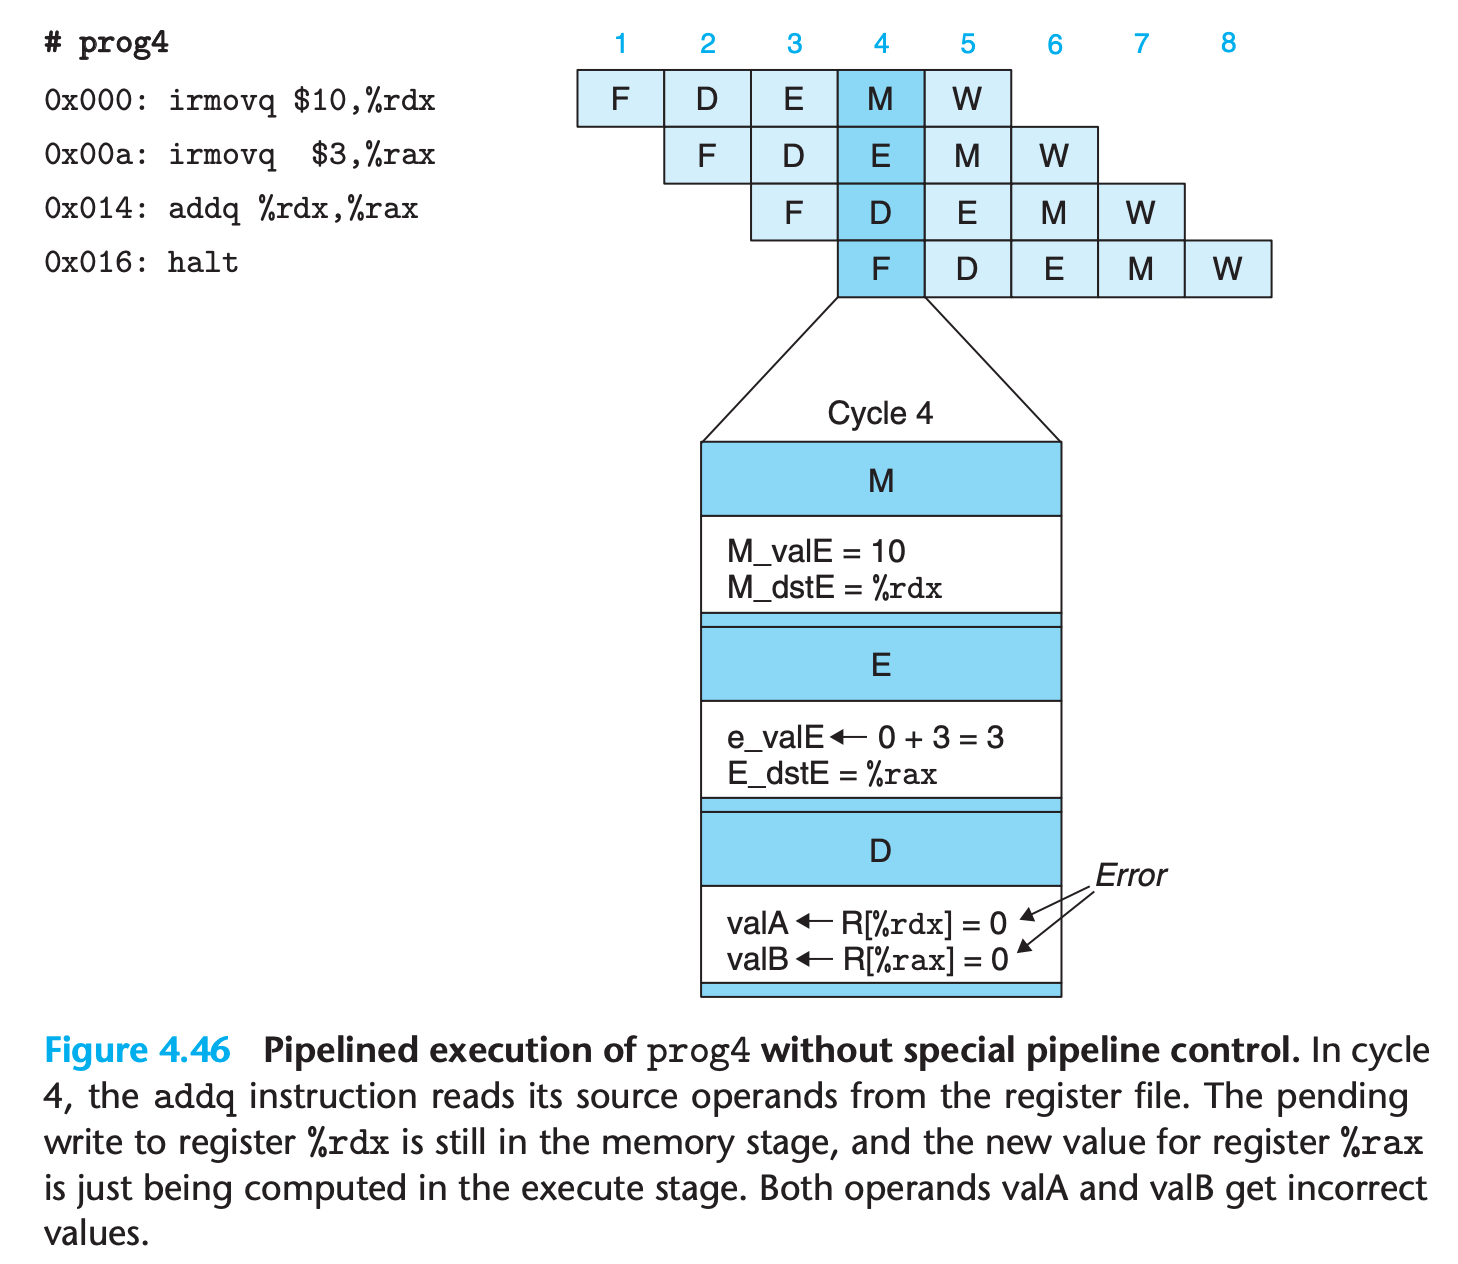 # prog4
1 2 3 4 5 6 7 8
0x000: irmovq $10,%rdx F D E M W
0x00a: irmovq  $3,%rax F D E M W
0x014: addq %rdx,%rax F D E M W
0x016: halt F D E M W
Cycle 4
M
M_valE = 10
M_dstE = %rdx
E
e_valE ← 0 + 3 = 3
E_dstE = %rax
D
Error
valA ← R[%rdx] = 0
valB ← R[%rax] = 0
Figure 4.46 Pipelined execution of prog4 without special pipeline control. In cycle
4, the addq instruction reads its source operands from the register file. The pending
write to register %rdx is still in the memory stage, and the new value for register %rax
is just being computed in the execute stage. Both operands valA and valB get incorrect
values.